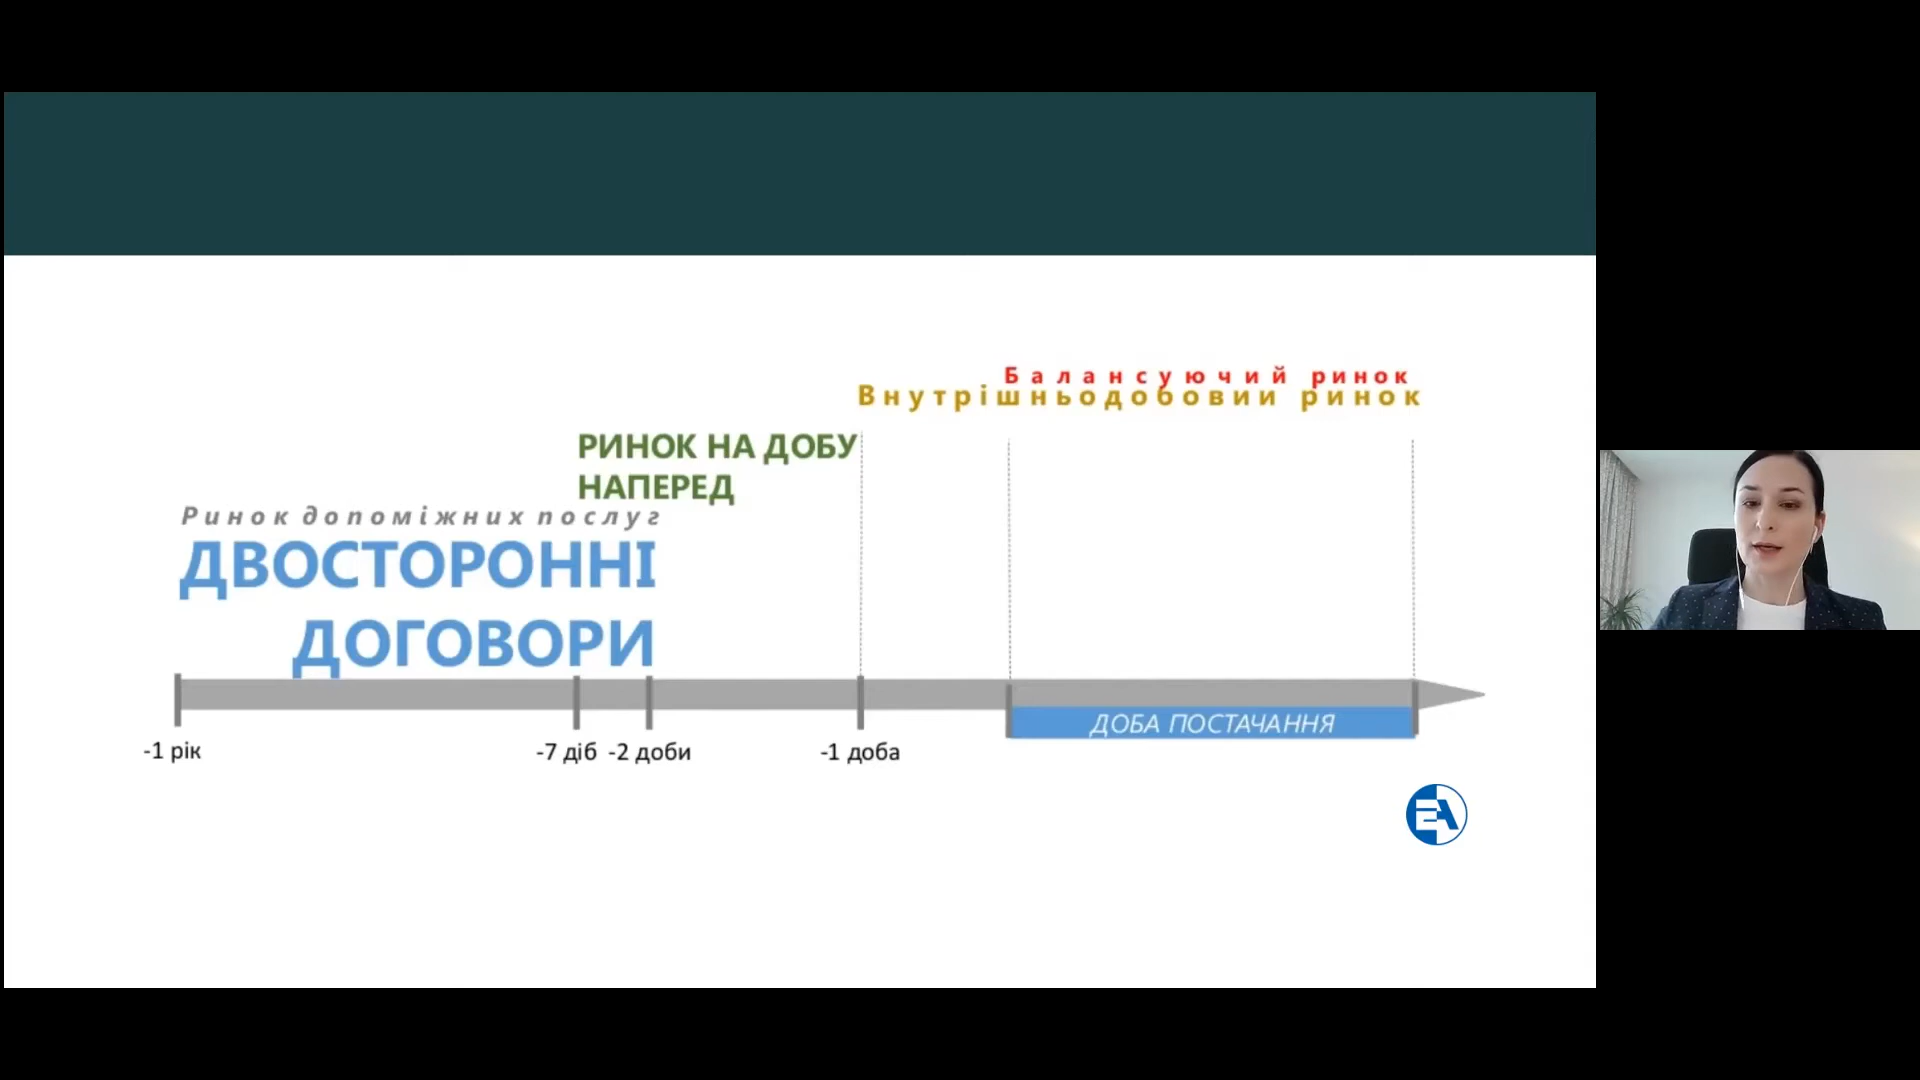 Балансуючий ринок
Внутрішньодобовий ринок
РИНОК НА ДОБУ
НАПЕРЕД
Ринок допоміжних послуг
ДВОСТОРОННІ
ДОГОВОРИ
ДОБА ПОСТАЧАННЯ
-1 рік
-7 діб
-2 доби
-1 доба
EA